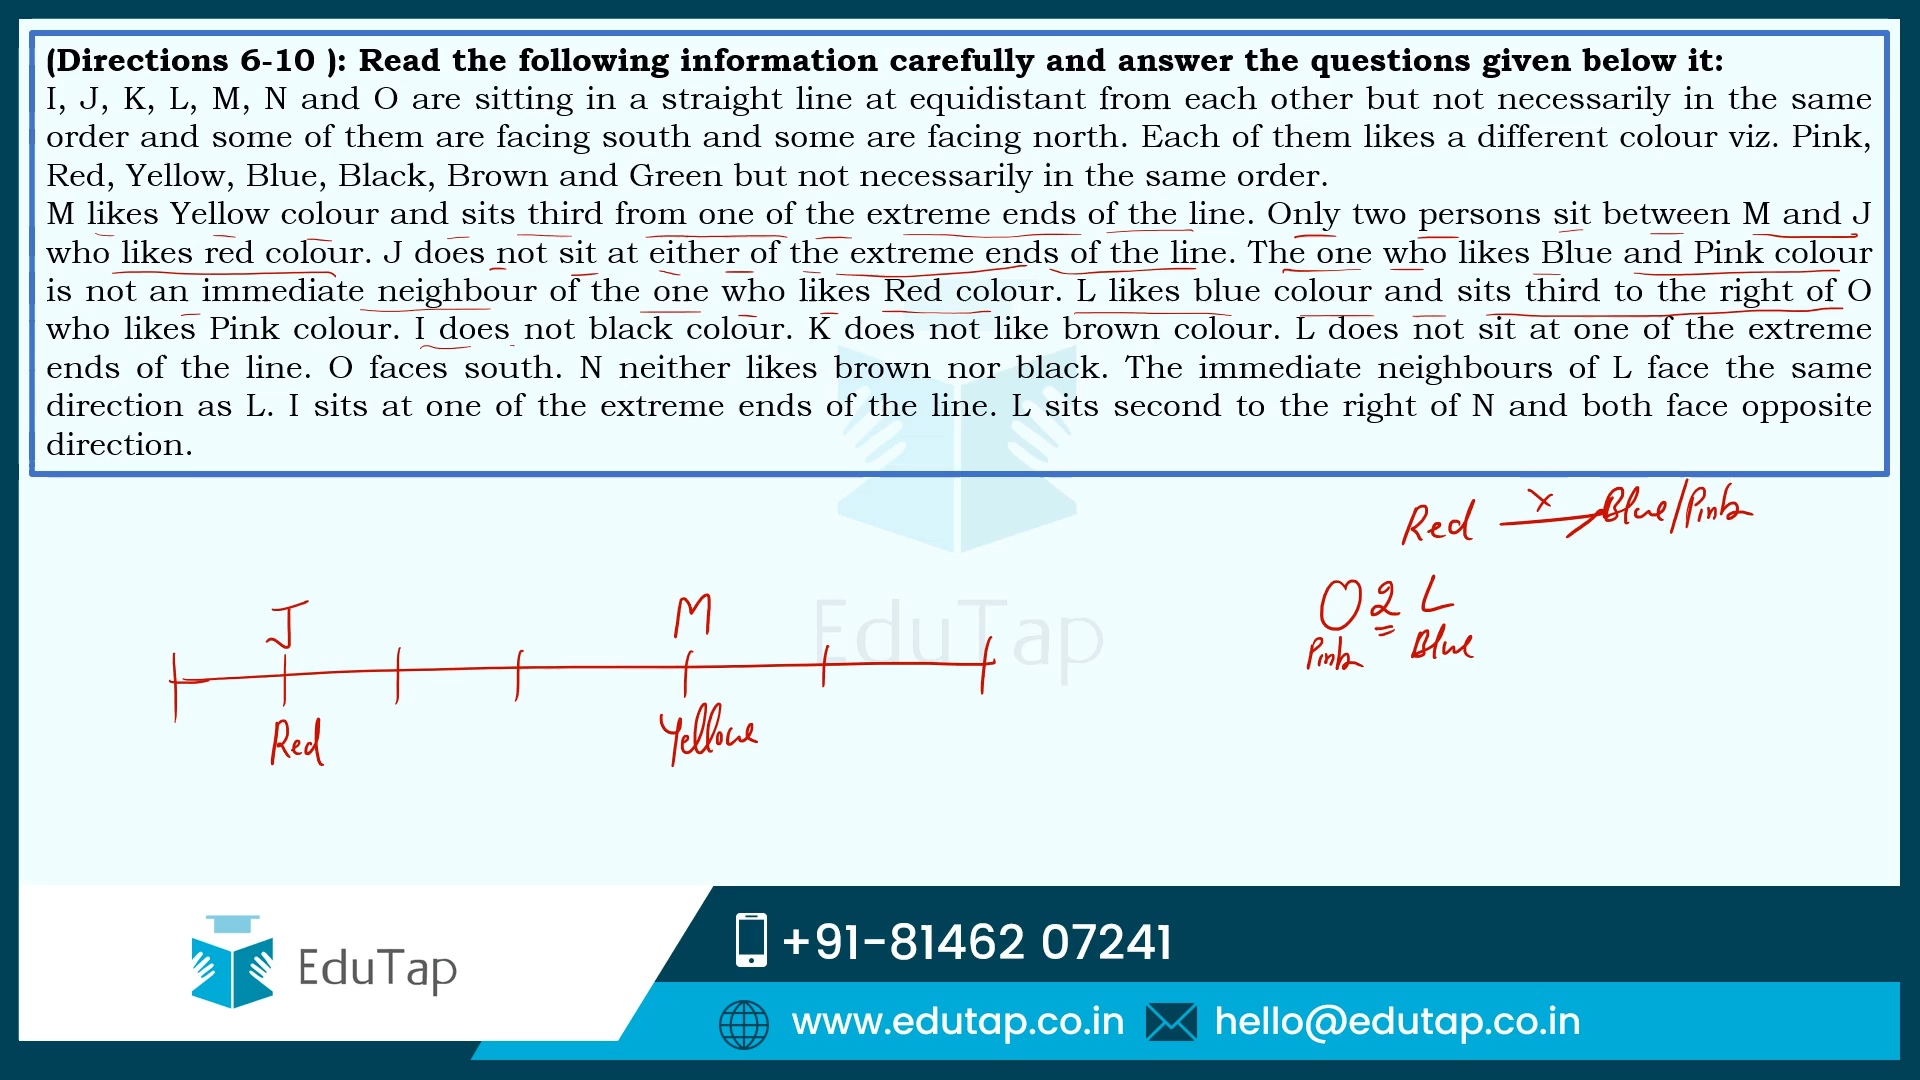 (Directions 6-10 ): Read the following information carefully and answer the questions given below it:
I, J, K, L, M, N and O are sitting in a straight line at equidistant from each other but not necessarily in the same
order and some of them are facing south and some are facing north. Each of them likes a different colour viz. Pink,
Red, Yellow, Blue, Black, Brown and Green but not necessarily in the same order.
M likes Yellow colour and sits third from one of the extreme ends of the line. Only two persons sit between M and J
who likes red colour. J does not sit at either of the extreme ends of the line. The one who likes Blue and Pink colour
is not an immediate neighbour of the one who likes Red colour. L likes blue colour and sits third to the right of O
who likes Pink colour. I does not black colour. K does not like brown colour. L does not sit at one of the extreme
ends of the line. O faces south. N neither likes brown nor black. The immediate neighbours of L face the same
direction as L. I sits at one of the extreme ends of the line. L sits second to the right of N and both face opposite
direction.
Red x Blue/Pink
O 2 L
Pink Blue
J M
Red Yellow
EduTap
EduTap
+91-81462 07241
www.edutap.co.in hello@edutap.co.in